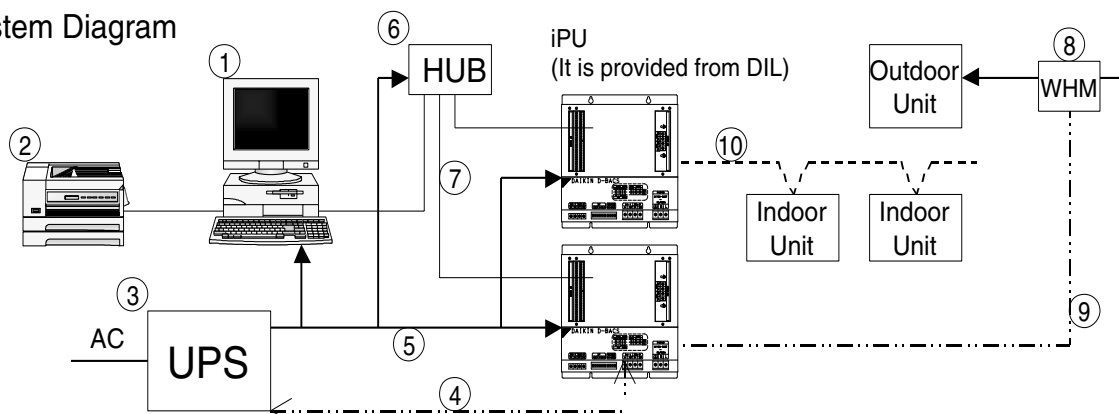 stem Diagram
1
2
AC
3
UPS
4
5
6
HUB
7
iPU
(It is provided from DIL)
DAIKIN D-BACS
DAIKIN D-BACS
Outdoor
Unit
8
WHM
10
Indoor
Unit
Indoor
Unit
9